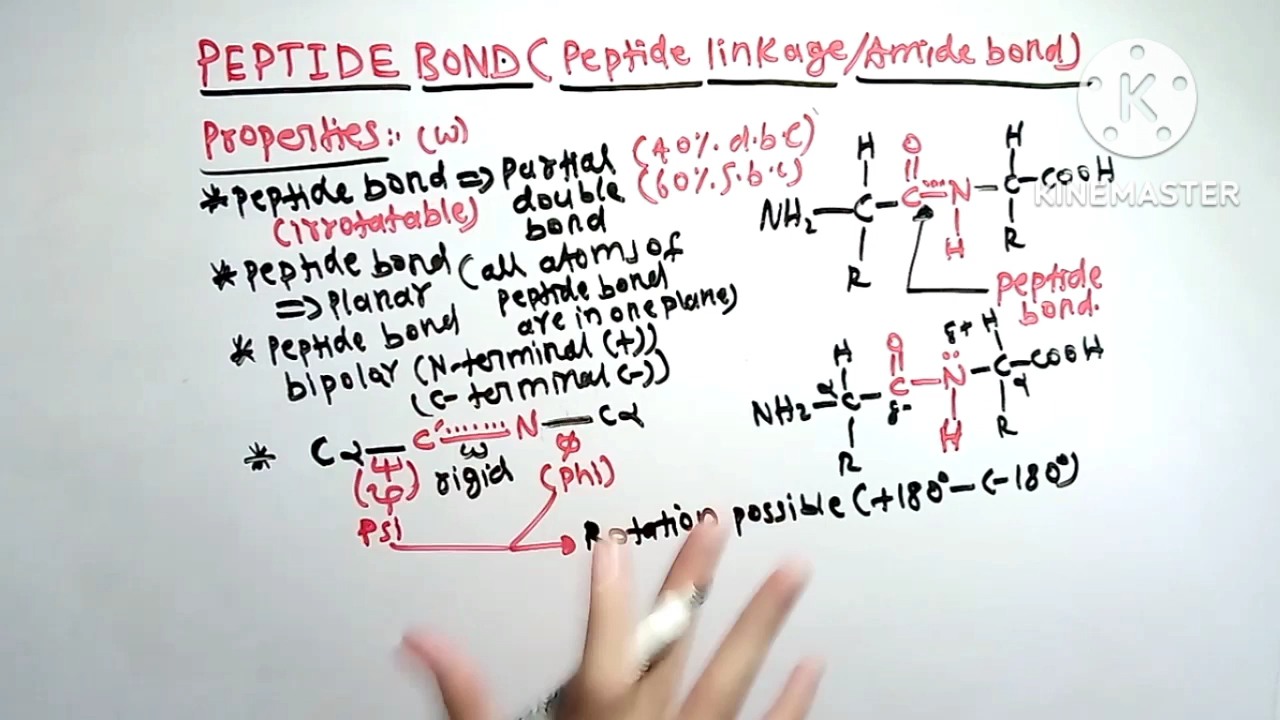 PEPTIDE BOND (Peptide linkage/Amide bond)
Properties:- (ω)
* Peptide bond => Partial (40%. d.b.c)
(irrotatable) double (60%. s.b.c)
bond
* Peptide bond (all atoms of
=> Planar peptide bond
are in one plane)
* Peptide bond
bipolar (N-terminal (+))
(C-terminal (-))
* Cα — C ═ N — Cα
Ψ ω φ
(ψ) rigid (Phi)
Psi
Rotation possible (+180° - (-180°)
H O H
NH₂ — C — C ═ N — C — COOH
R H R
peptide
bond.
H O δ+ H
NH₂ — C — C — N̈ — C — COOH
α δ- α
R H R
K
KINEMASTER